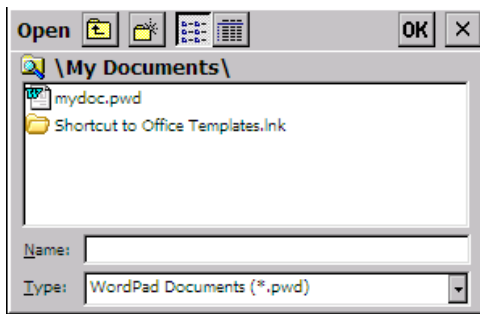 Open OK ×
\My Documents\
mydoc.pwd
Shortcut to Office Templates.lnk
Name:
Type: WordPad Documents (*.pwd)